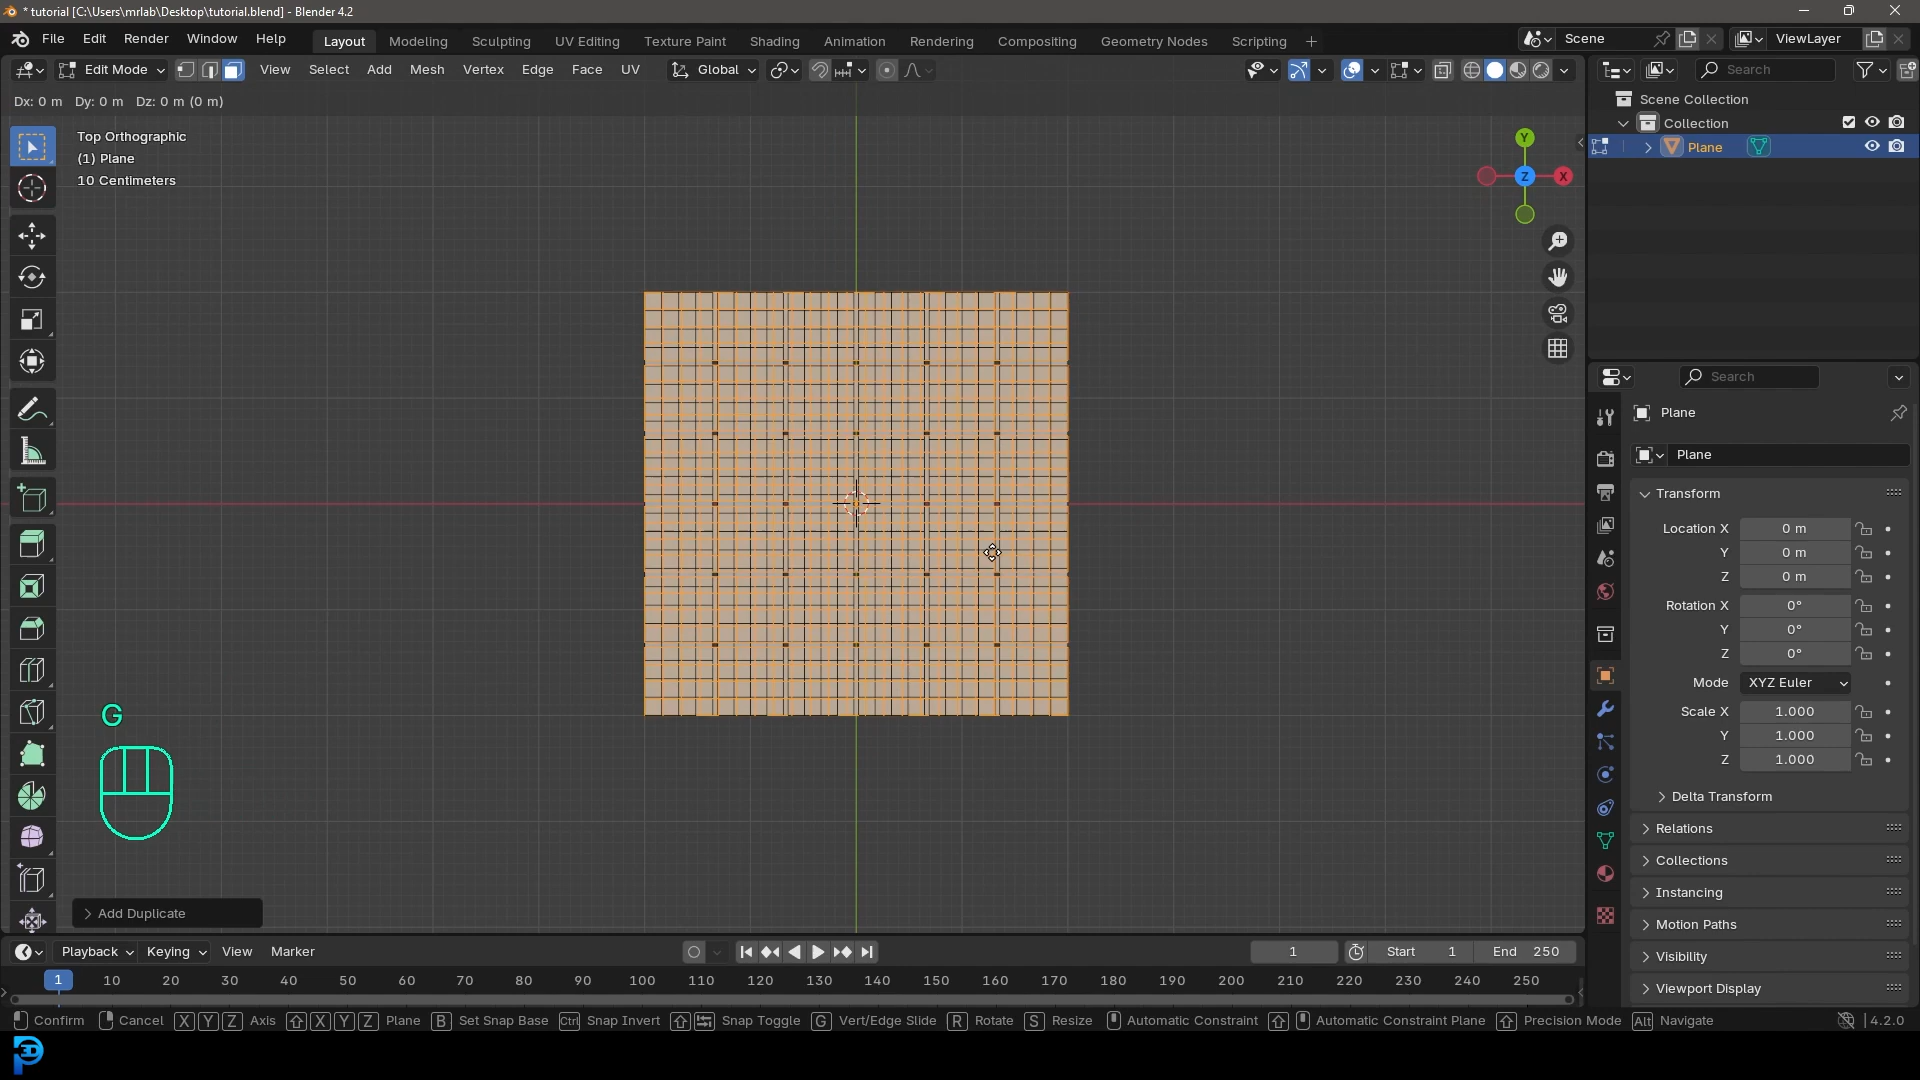 * tutorial [C:\Users\mrlab\Desktop\tutorial.blend] - Blender 4.2
File Edit Render Window Help Layout Modeling Sculpting UV Editing Texture Paint Shading Animation Rendering Compositing Geometry Nodes Scripting + Scene ViewLayer
Edit Mode View Select Add Mesh Vertex Edge Face UV Global Search
Dx: 0 m Dy: 0 m Dz: 0 m (0 m)
Scene Collection
Collection
Plane
Top Orthographic
(1) Plane
10 Centimeters
Y
Z X
Search
Plane
Plane
Transform
Location X 0 m
Y 0 m
Z 0 m
Rotation X 0°
Y 0°
Z 0°
Mode XYZ Euler
Scale X 1.000
Y 1.000
Z 1.000
Delta Transform
Relations
Collections
Instancing
Motion Paths
Visibility
Viewport Display
G
Add Duplicate
Playback Keying View Marker 1 Start 1 End 250
1 10 20 30 40 50 60 70 80 90 100 110 120 130 140 150 160 170 180 190 200 210 220 230 240 250
Confirm Cancel X Y Z Axis X Y Z Plane B Set Snap Base Ctrl Snap Invert Snap Toggle G Vert/Edge Slide R Rotate S Resize Automatic Constraint Automatic Constraint Plane Precision Mode Alt Navigate 4.2.0